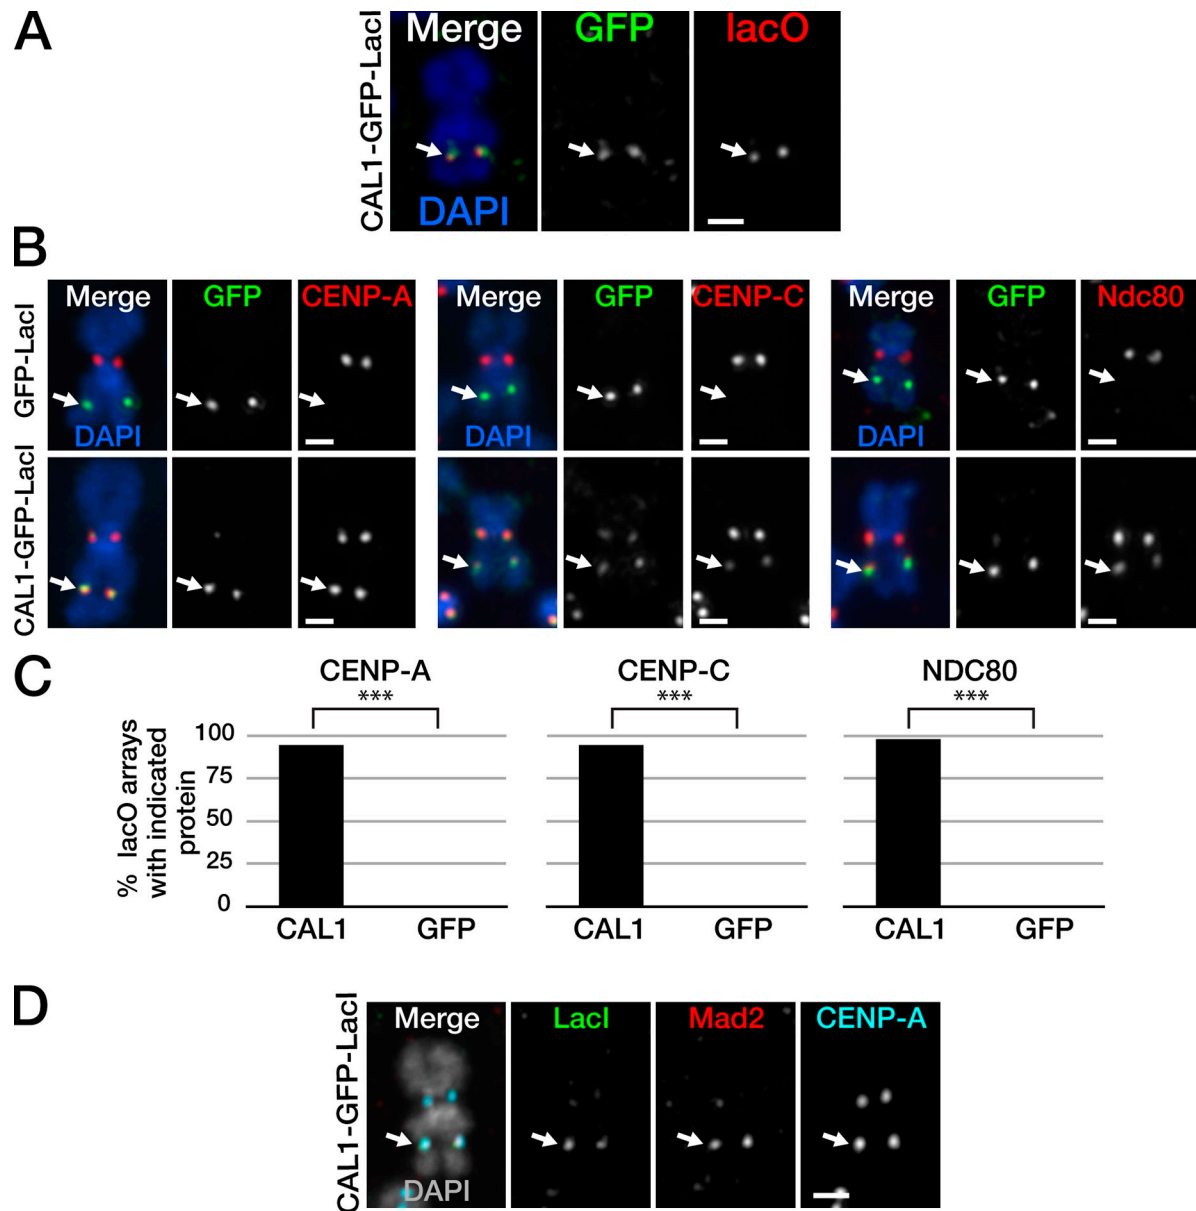 A
CAL1-GFP-LacI
Merge GFP lacO
DAPI
B
GFP-LacI
Merge GFP CENP-A Merge GFP CENP-C Merge GFP Ndc80
DAPI DAPI DAPI
CAL1-GFP-LacI
C
CENP-A CENP-C NDC80
*** *** ***
% lacO arrays
with indicated
protein
100
75
50
25
0
CAL1 GFP CAL1 GFP CAL1 GFP
D
CAL1-GFP-LacI
Merge LacI Mad2 CENP-A
DAPI